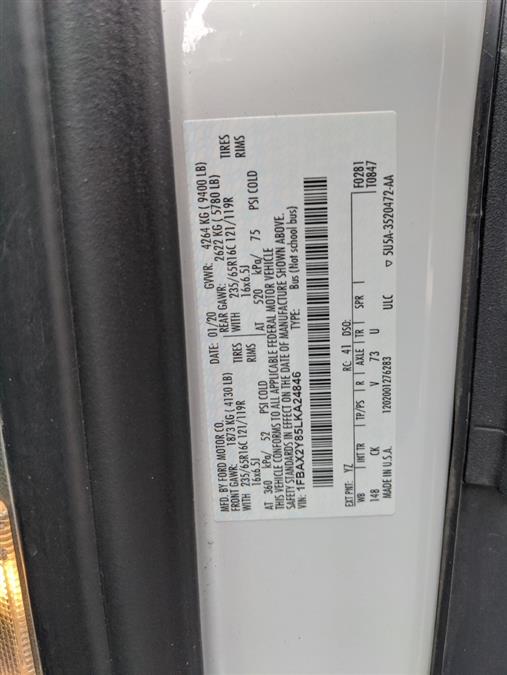 MFD. BY FORD MOTOR CO. DATE: 01/20 GVWR: 4264 KG ( 9400 LB)
FRONT GAWR: 1873 KG ( 4130 LB) REAR GAWR: 2622 KG ( 5780 LB)
WITH 235/65R16C 121/119R TIRES WITH 235/65R16C 121/119R TIRES
16x6.5J RIMS 16x6.5J RIMS
AT 360 kPa/ 52 PSI COLD AT 520 kPa/ 75 PSI COLD
THIS VEHICLE CONFORMS TO ALL APPLICABLE FEDERAL MOTOR VEHICLE
SAFETY STANDARDS IN EFFECT ON THE DATE OF MANUFACTURE SHOWN ABOVE.
VIN: 1FBAX2Y85LKA24846 TYPE: Bus (Not school bus)
EXT PNT: YZ RC: 41 DSO: F0281
WB INT TR TP/PS R AXLE TR SPR T0847
148 CK V 73 U ULC
MADE IN U.S.A. 1202001276283 ▽ 5U5A-3520472-AA